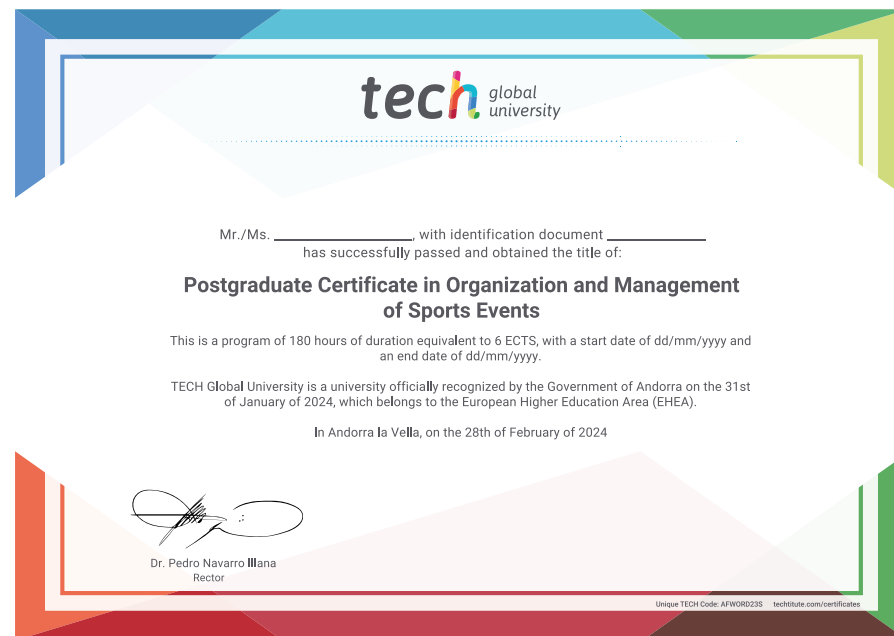 tech global
university
Mr./Ms. ____________________, with identification document ______________
has successfully passed and obtained the title of:
Postgraduate Certificate in Organization and Management
of Sports Events
This is a program of 180 hours of duration equivalent to 6 ECTS, with a start date of dd/mm/yyyy and
an end date of dd/mm/yyyy.
TECH Global University is a university officially recognized by the Government of Andorra on the 31st
of January of 2024, which belongs to the European Higher Education Area (EHEA).
In Andorra la Vella, on the 28th of February of 2024
Dr. Pedro Navarro Illana
Rector
Unique TECH Code: AFWORD23S techtitute.com/certificates